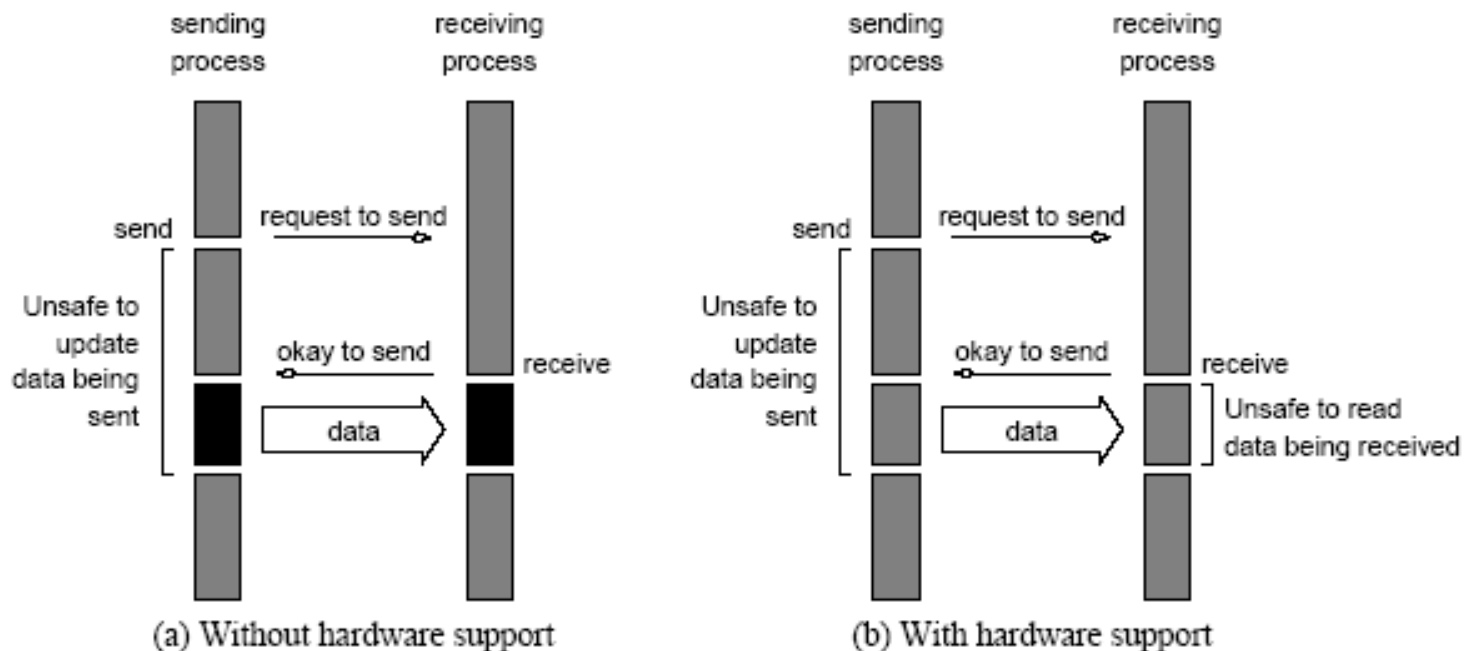 sending
process
receiving
process
send
request to send
Unsafe to
update
data being
sent
okay to send
receive
data
(a) Without hardware support
sending
process
receiving
process
send
request to send
Unsafe to
update
data being
sent
okay to send
receive
data
Unsafe to read
data being received
(b) With hardware support